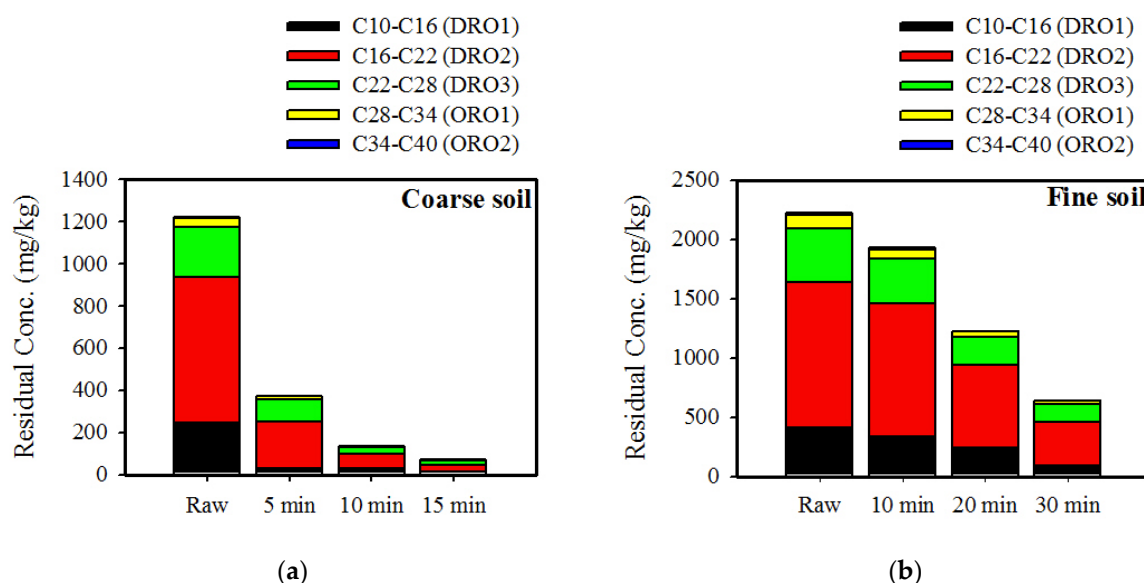 C10-C16 (DRO1)
C16-C22 (DRO2)
C22-C28 (DRO3)
C28-C34 (ORO1)
C34-C40 (ORO2)
Coarse soil
Residual Conc. (mg/kg)
1400
1200
1000
800
600
400
200
0
Raw
5 min
10 min
15 min
(a)
C10-C16 (DRO1)
C16-C22 (DRO2)
C22-C28 (DRO3)
C28-C34 (ORO1)
C34-C40 (ORO2)
Fine soil
Residual Conc. (mg/kg)
2500
2000
1500
1000
500
0
Raw
10 min
20 min
30 min
(b)